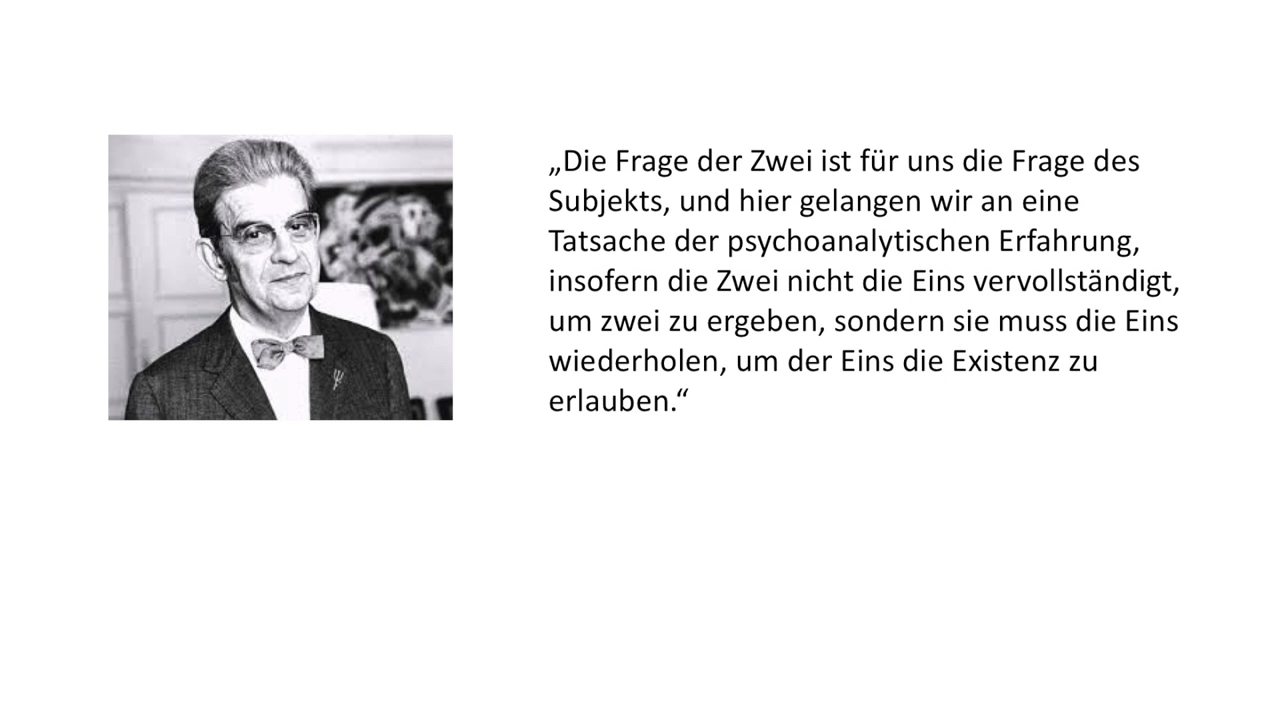 „Die Frage der Zwei ist für uns die Frage des
Subjekts, und hier gelangen wir an eine
Tatsache der psychoanalytischen Erfahrung,
insofern die Zwei nicht die Eins vervollständigt,
um zwei zu ergeben, sondern sie muss die Eins
wiederholen, um der Eins die Existenz zu
erlauben.“